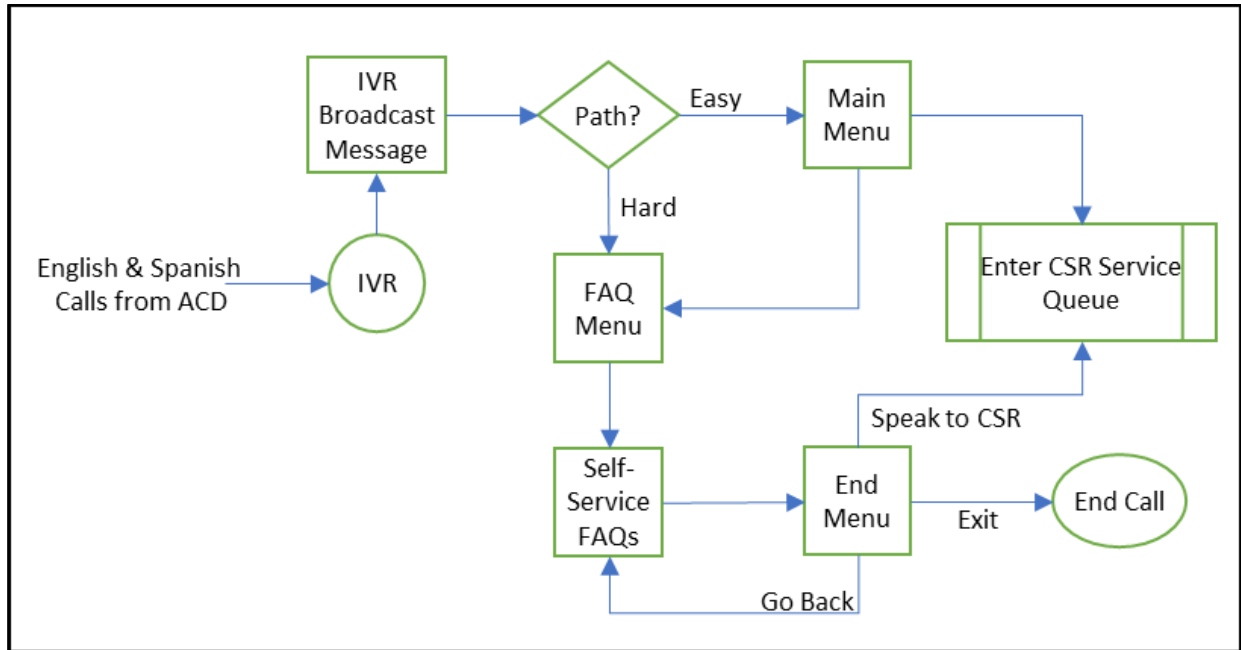 IVR
Broadcast
Message
Path?
Easy
Main
Menu
Hard
English & Spanish
Calls from ACD
IVR
FAQ
Menu
Enter CSR Service
Queue
Speak to CSR
Self-
Service
FAQs
End
Menu
Exit
End Call
Go Back